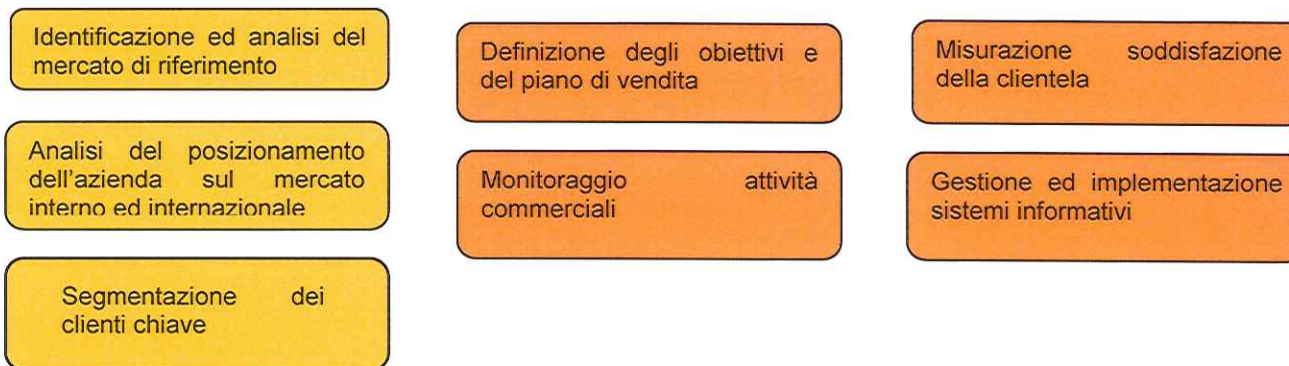 Identificazione ed analisi del
mercato di riferimento
Analisi del posizionamento
dell'azienda sul mercato
interno ed internazionale
Segmentazione dei
clienti chiave
Definizione degli obiettivi e
del piano di vendita
Monitoraggio attività
commerciali
Misurazione soddisfazione
della clientela
Gestione ed implementazione
sistemi informativi